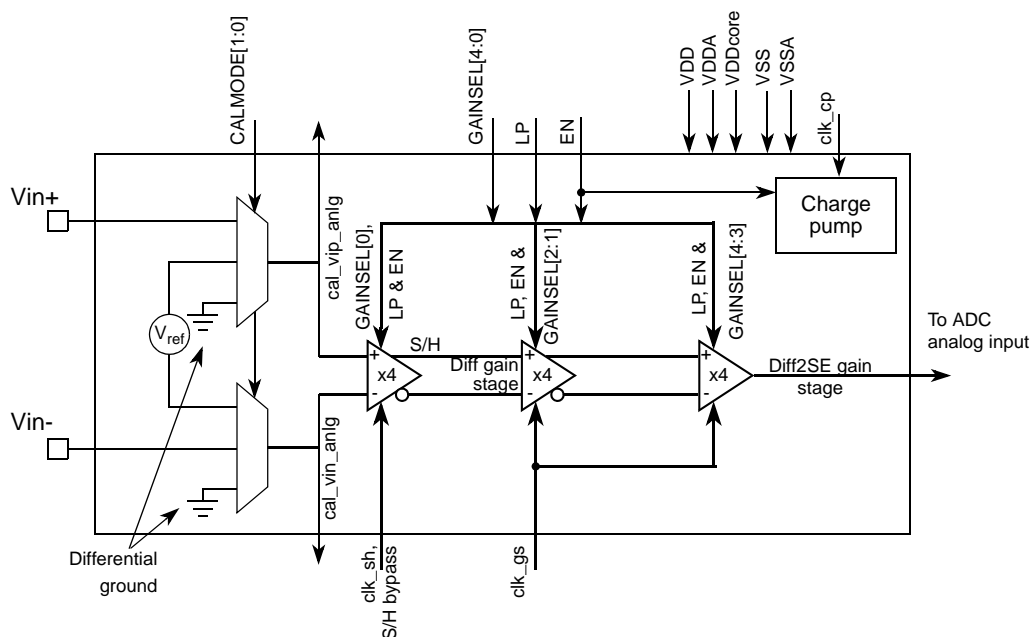 CALMODE[1:0]
GAINSEL[4:0]
LP
EN
VDD
VDDA
VDDcore
VSS
VSSA
clk_cp
Vin+
Charge
pump
cal_vip_anlg
GAINSEL[0],
LP & EN
LP, EN &
GAINSEL[2:1]
LP, EN &
GAINSEL[4:3]
Vref
+
S/H
+
+
To ADC
analog input
x4
Diff gain
stage
x4
x4
Diff2SE gain
stage
-
-
-
Vin-
cal_vin_anlg
Differential
ground
clk_sh,
S/H bypass
clk_gs